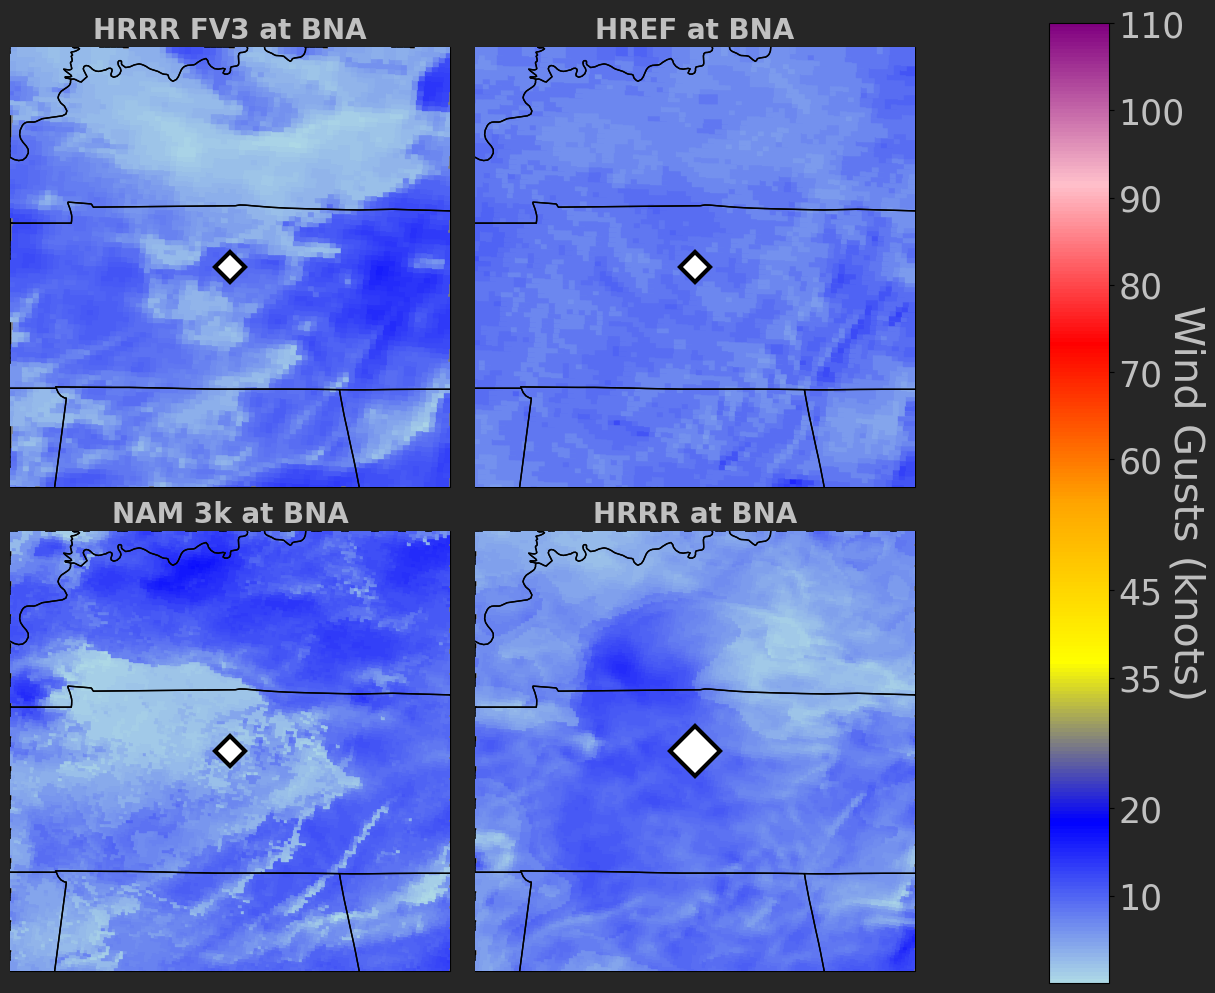 HRRR FV3 at BNA
HREF at BNA
NAM 3k at BNA
HRRR at BNA
110
100
90
80
70
60
45
35
20
10
Wind Gusts (knots)